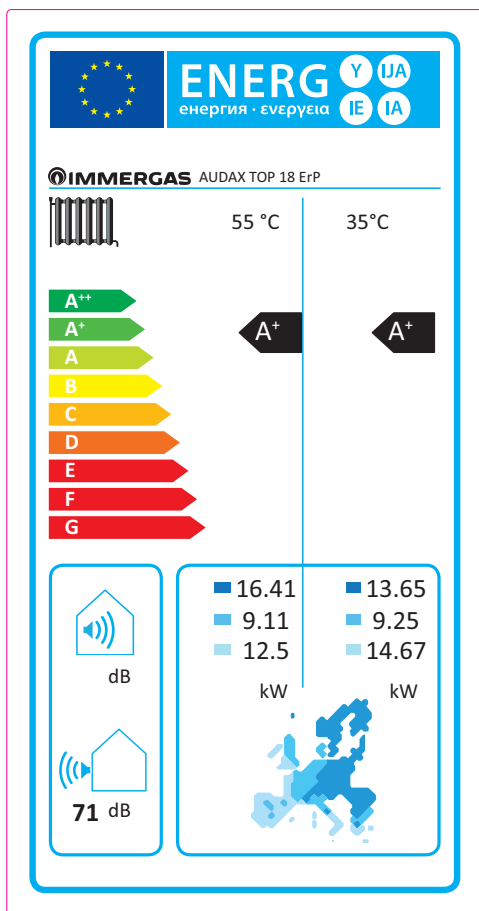 ENERG
енергия · ενεργεια
Y IJA
IE IA
IMMERGAS AUDAX TOP 18 ErP
55 °C 35°C
A++
A+ A+ A+
A
B
C
D
E
F
G
16.41 13.65
9.11 9.25
12.5 14.67
kW kW
dB
71 dB